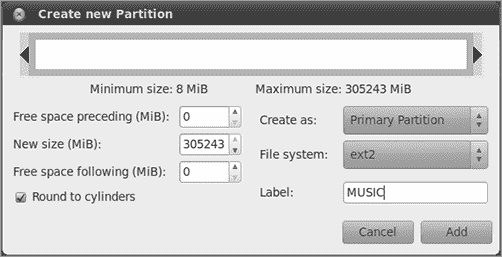 Create new Partition
Minimum size: 8 MiB Maximum size: 305243 MiB
Free space preceding (MiB): 0
New size (MiB): 305243
Free space following (MiB): 0
Round to cylinders
Create as: Primary Partition
File system: ext2
Label: MUSIC
Cancel Add